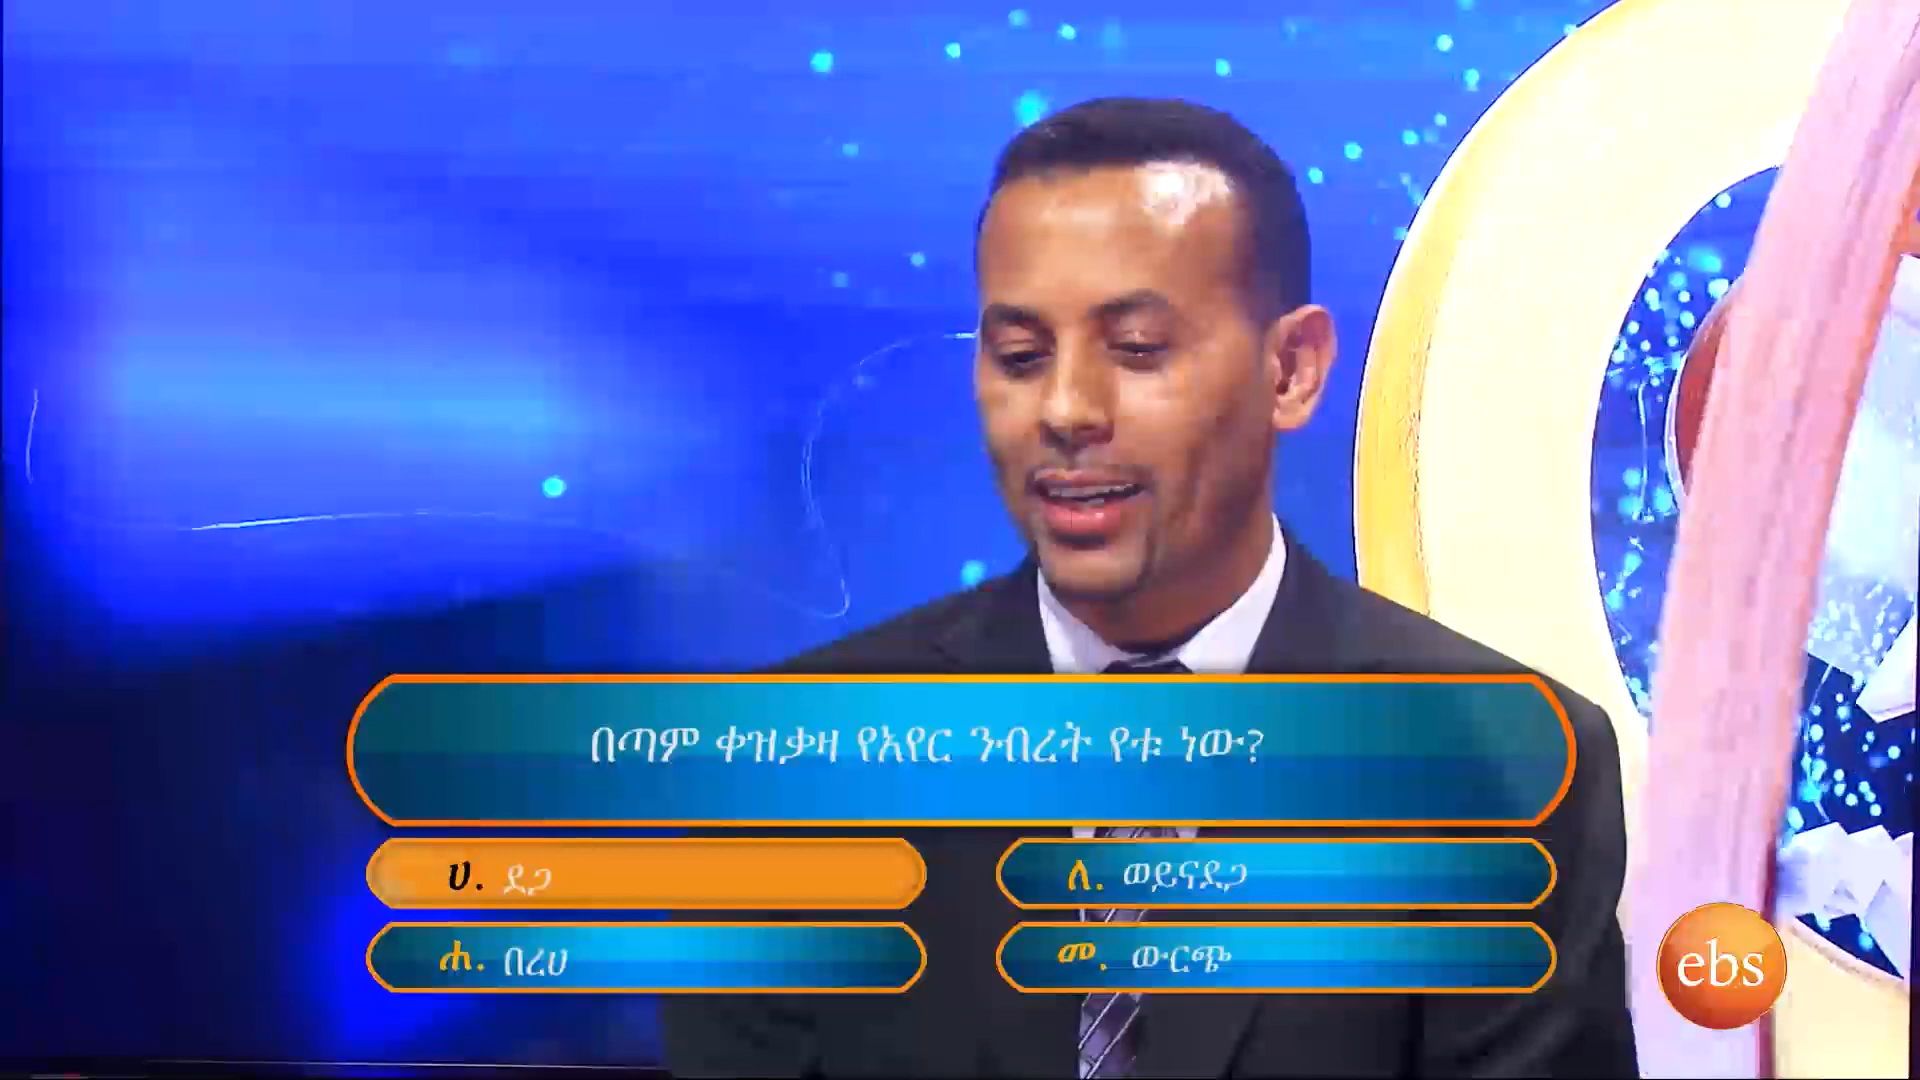 በጣም ቀዝቃዛ የአየር ንብረት የቱ ነው?
ሀ. ደጋ
ለ. ወይናደጋ
ሐ. በረሀ
መ. ውርጭ
ebs